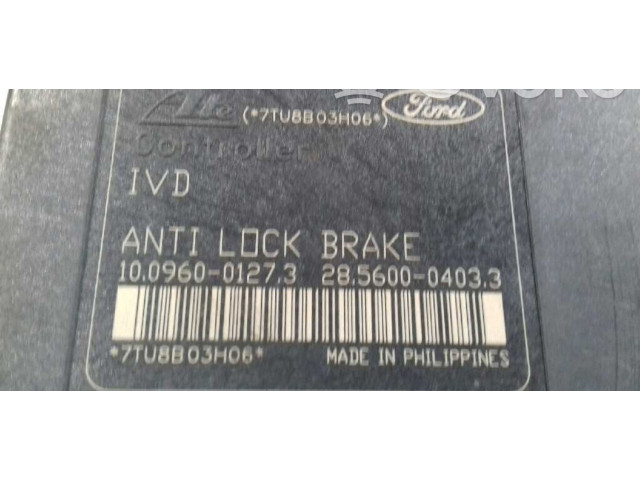 Ate (*7TU8B03H06*) Ford
Controller
IVD
ANTI LOCK BRAKE
10.0960-0127.3 28.5600-0403.3
*7TU8B03H06* MADE IN PHILIPPINES